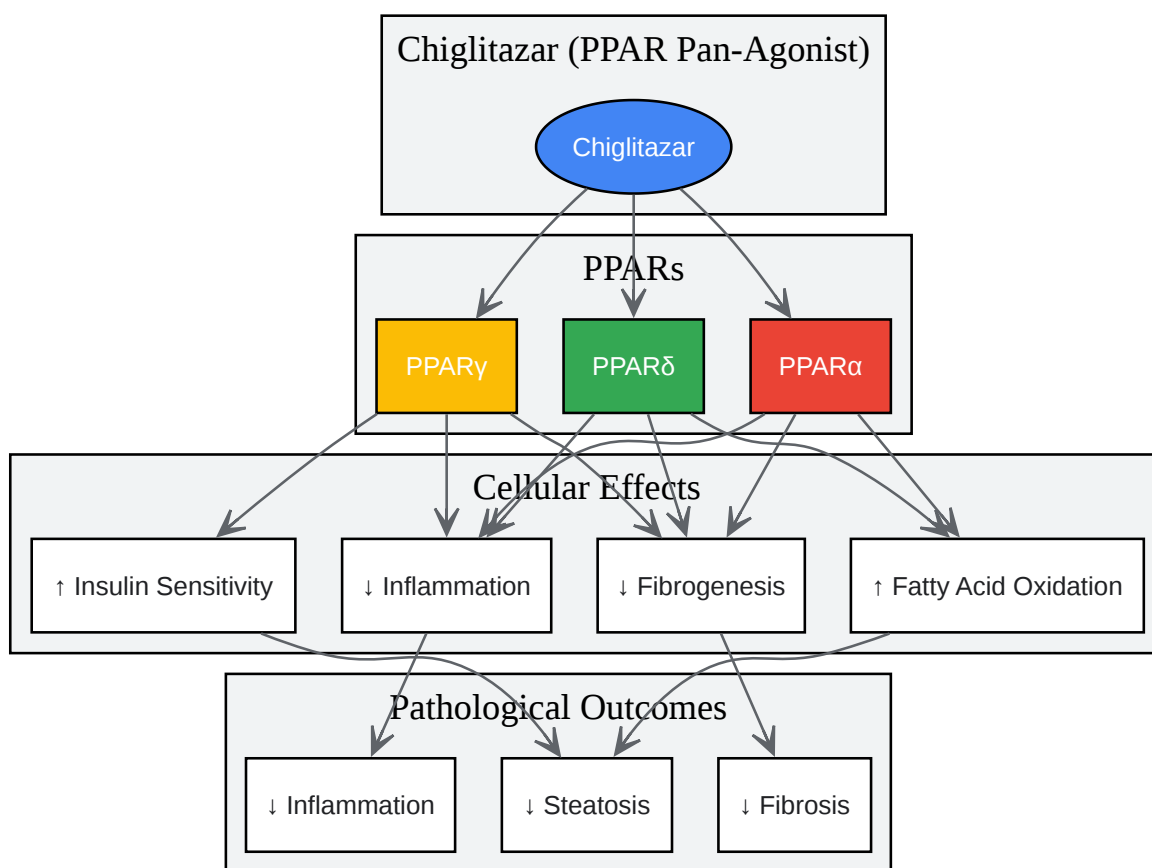 Chiglitazar (PPAR Pan-Agonist)
Chiglitazar
PPARs
PPARγ
PPARδ
PPARα
Cellular Effects
↑ Insulin Sensitivity
↓ Inflammation
↓ Fibrogenesis
↑ Fatty Acid Oxidation
Pathological Outcomes
↓ Inflammation
↓ Steatosis
↓ Fibrosis